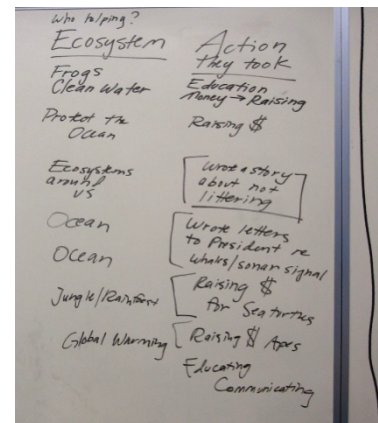 Who helping?
Ecosystem
Action
they took
Frogs
Clean Water
Education
Money → Raising
Protect the
Ocean
Raising $
Ecosystems
around
us
Wrote a story
about not
littering
Ocean
Wrote letters
to President re
whales/sonar signal
Ocean
Raising $
for Sea turtles
Jungle/Rainforest
Raising $ Apes
Global Warming
Educating
Communicating